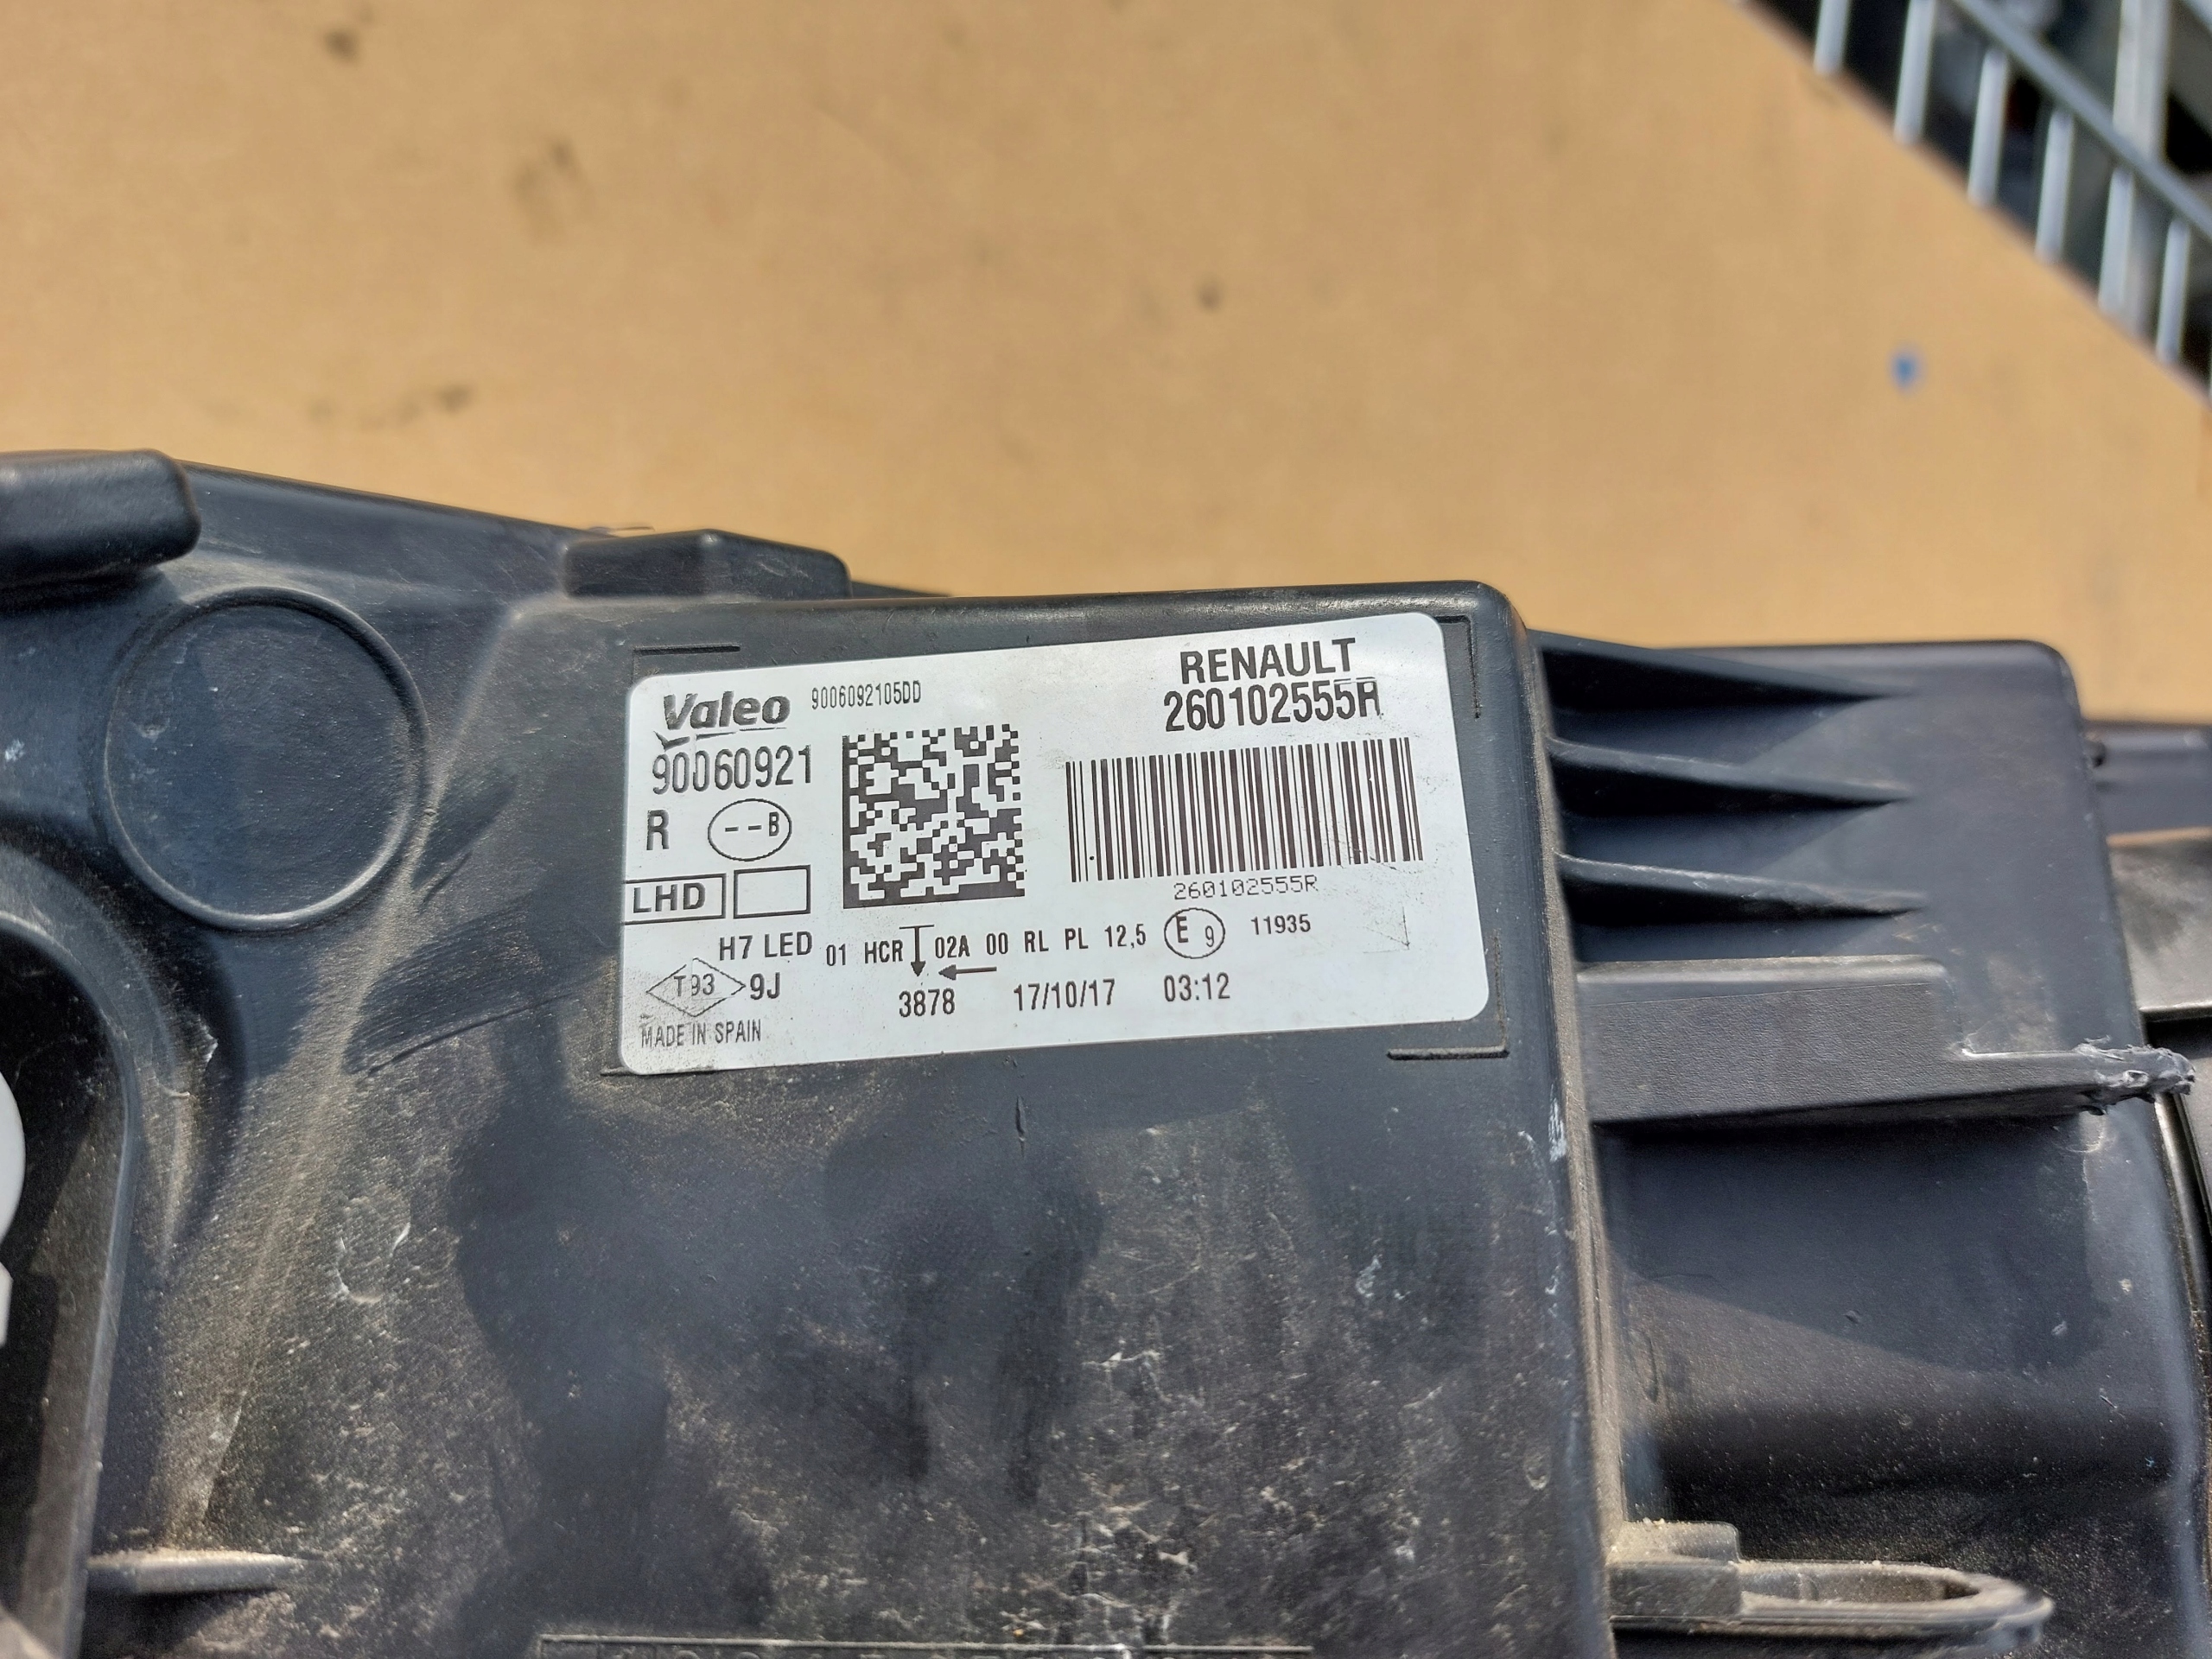 Valeo 9006092105DD
RENAULT
260102555R
90060921
R --B
260102555R
LHD
H7 LED 01 HCR 02A 00 RL PL 12,5 E 9 11935
T93 9J
3878 17/10/17 03:12
MADE IN SPAIN